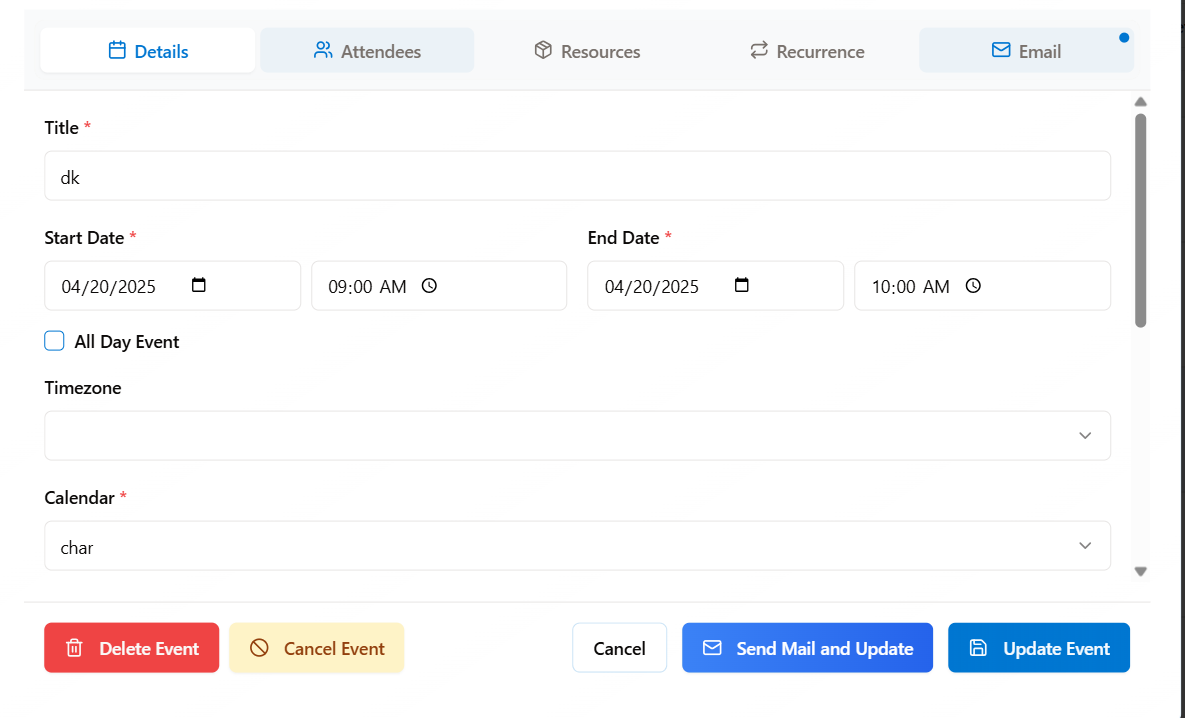 Details Attendees Resources Recurrence Email
Title *
dk
Start Date * End Date *
04/20/2025 09:00 AM 04/20/2025 10:00 AM
All Day Event
Timezone
Calendar *
char
Delete Event Cancel Event Cancel Send Mail and Update Update Event